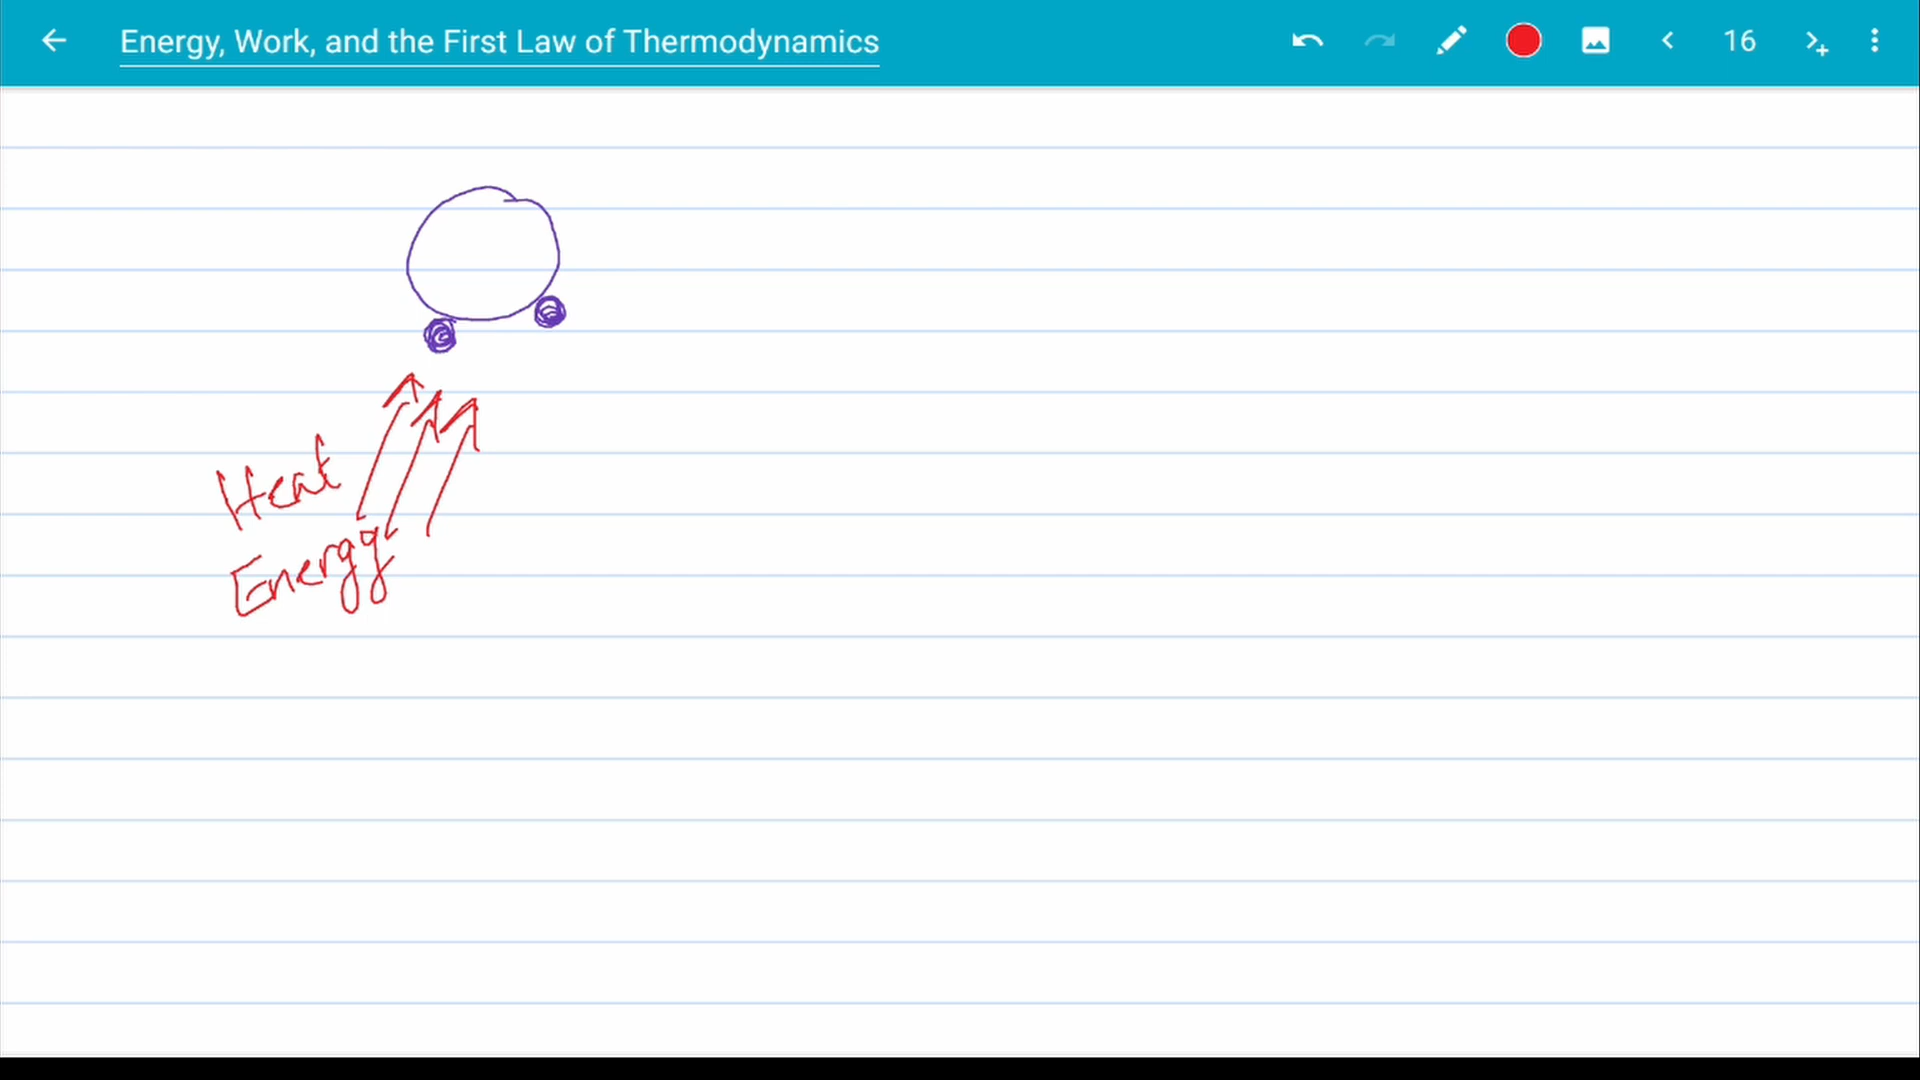 Energy, Work, and the First Law of Thermodynamics
16
Heat
Energy